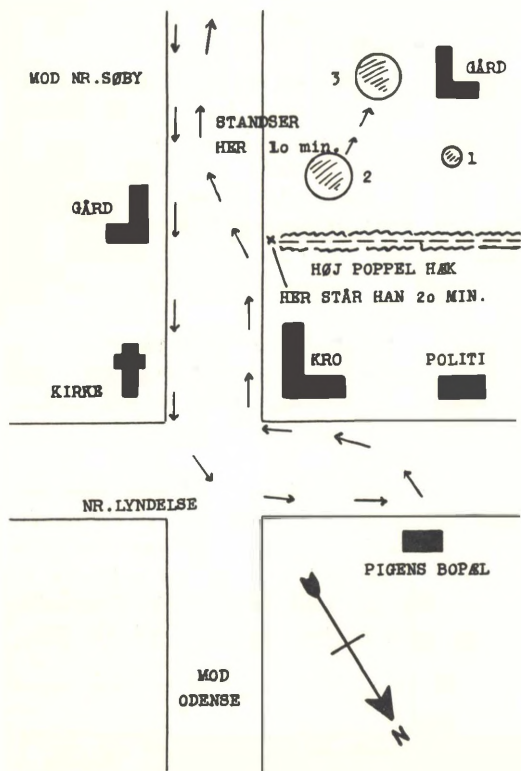 MOD NR.SØBY
3
GÅRD
STANDSER
HER 1o min.
1
2
GÅRD
HØJ POPPEL HÆK
HER STÅR HAN 2o MIN.
KRO
POLITI
KIRKE
NR.LYNDELSE
PIGENS BOPÆL
MOD
ODENSE
N